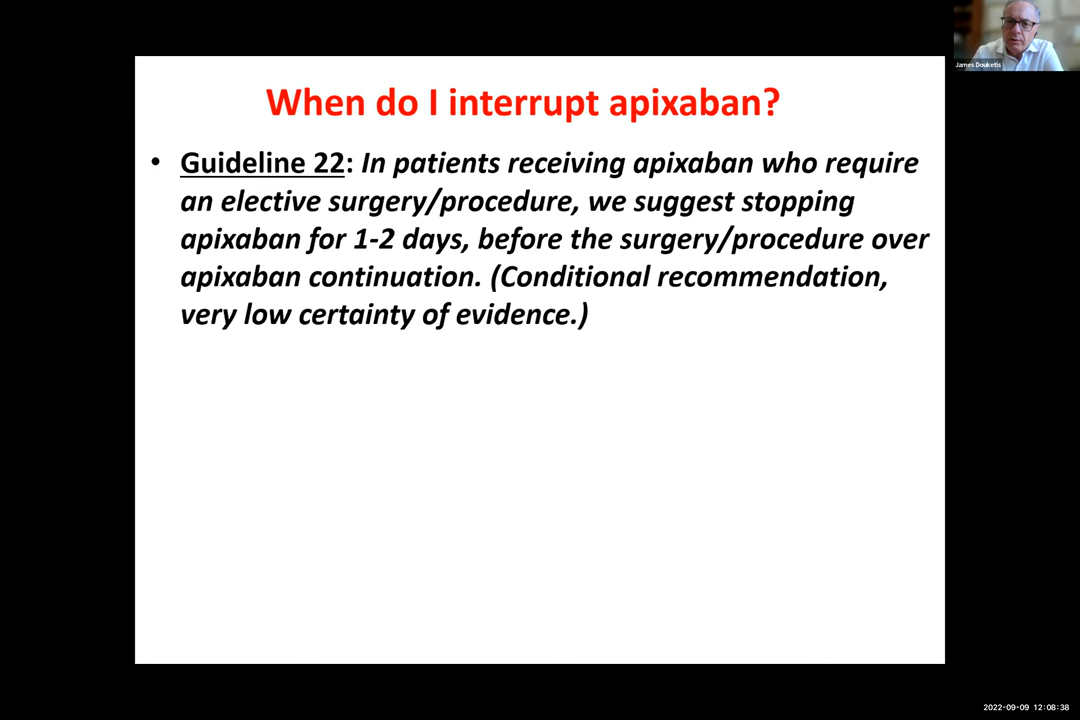 James Douketis
When do I interrupt apixaban?
• Guideline 22: In patients receiving apixaban who require
an elective surgery/procedure, we suggest stopping
apixaban for 1-2 days, before the surgery/procedure over
apixaban continuation. (Conditional recommendation,
very low certainty of evidence.)
2022-09-09 12:08:38